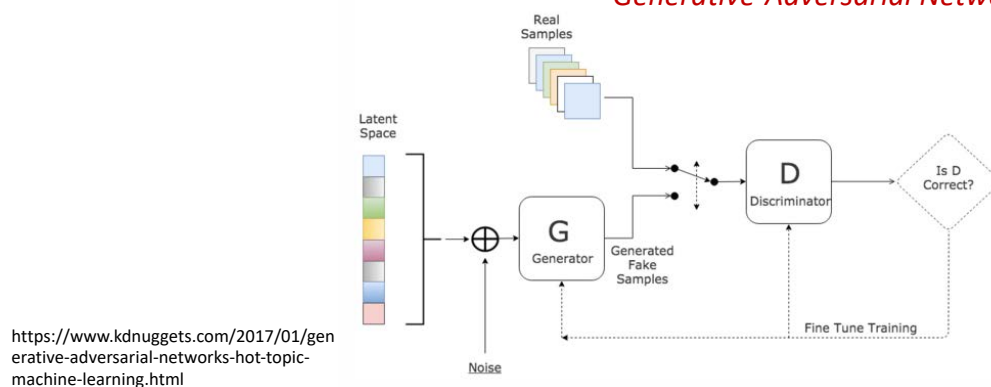 Generative Adversarial Netwo
Real
Samples
Latent
Space
D
Discriminator
Is D
Correct?
G
Generator
Generated
Fake
Samples
Fine Tune Training
Noise
https://www.kdnuggets.com/2017/01/gen
erative-adversarial-networks-hot-topic-
machine-learning.html